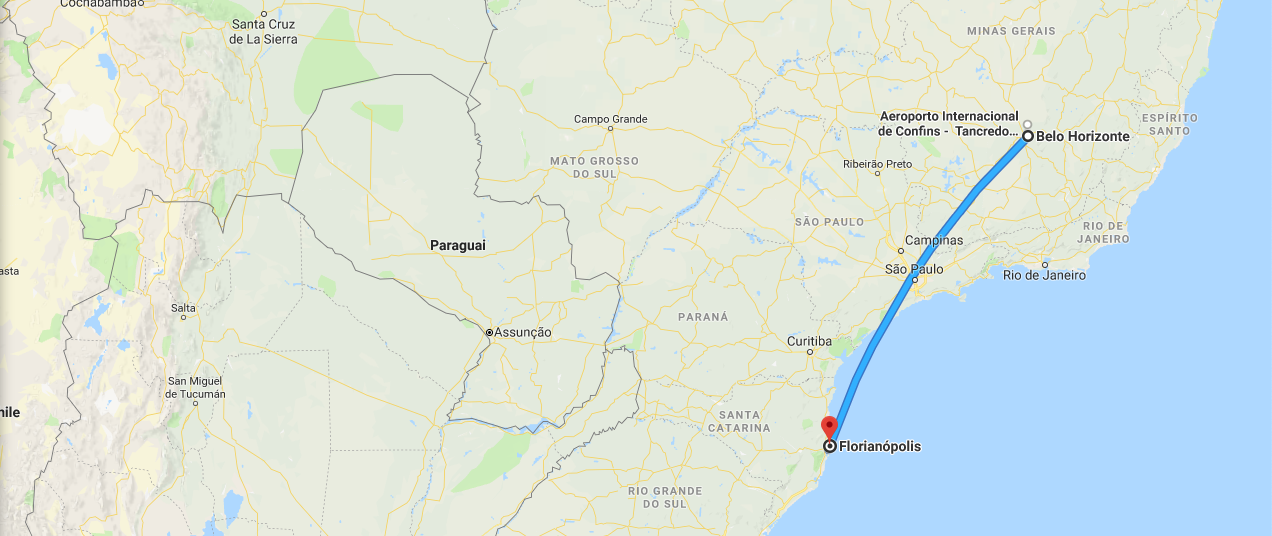 Cochabamba
Santa Cruz
de La Sierra
MINAS GERAIS
Campo Grande
Aeroporto Internacional
de Confins - Tancredo...
Belo Horizonte
ESPÍRITO
SANTO
MATO GROSSO
DO SUL
Ribeirão Preto
SÃO PAULO
RIO DE
JANEIRO
Paraguai
Campinas
asta
São Paulo
Rio de Janeiro
Salta
PARANÁ
Assunção
Curitiba
San Miguel
de Tucumán
hile
SANTA
CATARINA
Florianópolis
RIO GRANDE
DO SUL